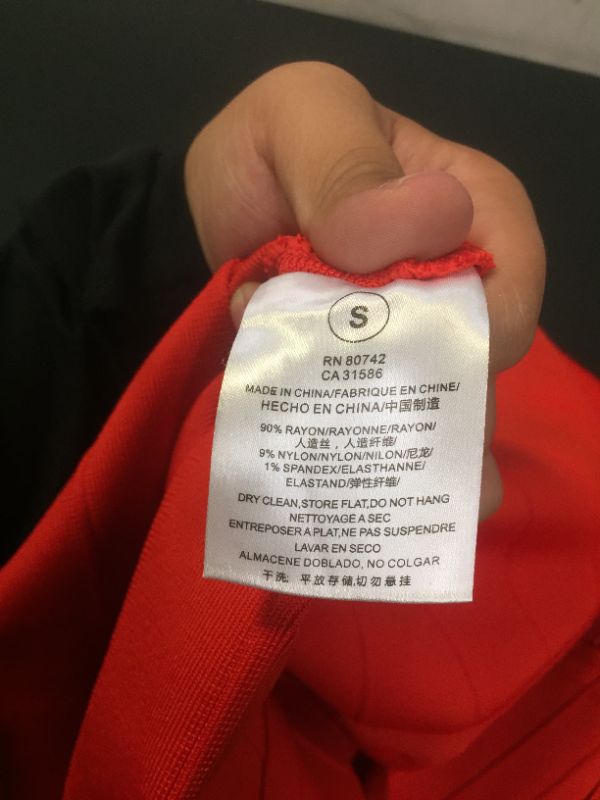 S
RN 80742
CA 31586
MADE IN CHINA/FABRIQUE EN CHINE/
HECHO EN CHINA/中国制造
90% RAYON/RAYONNE/RAYON/
人造丝，人造纤维/
9% NYLON/NYLON/NILON/尼龙/
1% SPANDEX/ELASTHANNE/
ELASTAND/弹性纤维/
DRY CLEAN,STORE FLAT,DO NOT HANG
NETTOYAGE A SEC
ENTREPOSER A PLAT,NE PAS SUSPENDRE
LAVAR EN SECO
ALMACENE DOBLADO, NO COLGAR
干洗; 平放存储,切勿悬挂